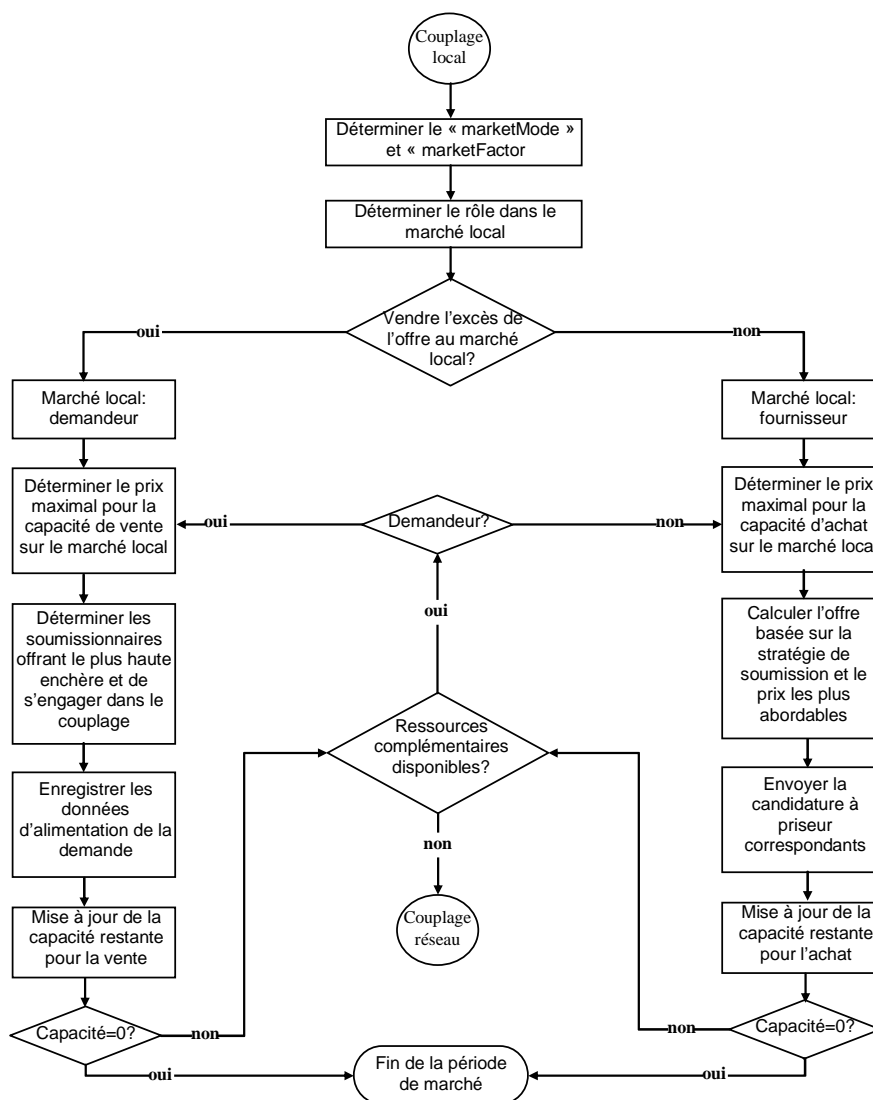 Couplage
local
Déterminer le « marketMode »
et « marketFactor
Déterminer le rôle dans le
marché local
Vendre l'excès de
l'offre au marché
local?
oui
non
Marché local:
demandeur
Marché local:
fournisseur
Déterminer le prix
maximal pour la
capacité de vente
sur le marché local
oui
Demandeur?
non
Déterminer le prix
maximal pour la
capacité d'achat
sur le marché loca
oui
Déterminer les
soumissionnaires
offrant le plus haute
enchère et de
s'engager dans le
couplage
Calculer l'offre
basée sur la
stratégie de
soumission et le
prix les plus
abordables
Ressources
complémentaires
disponibles?
Enregistrer les
données
d'alimentation de la
demande
Envoyer la
candidature à
priseur
correspondants
non
Couplage
réseau
Mise à jour de la
capacité restante
pour la vente
Mise à jour de la
capacité restante
pour l'achat
Capacité=0?
non
non
Capacité=0?
oui
Fin de la période
de marché
oui